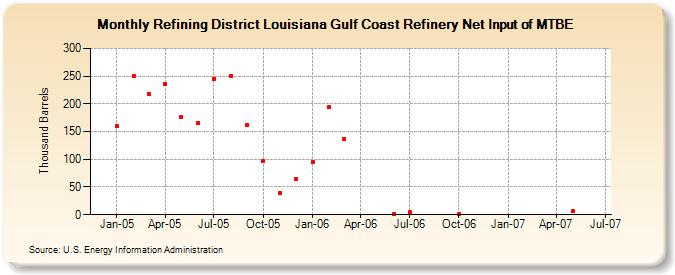 Monthly Refining District Louisiana Gulf Coast Refinery Net Input of MTBE
Thousand Barrels
300
250
200
150
100
50
0
Jan-05 Apr-05 Jul-05 Oct-05 Jan-06 Apr-06 Jul-06 Oct-06 Jan-07 Apr-07 Jul-07
Source: U.S. Energy Information Administration